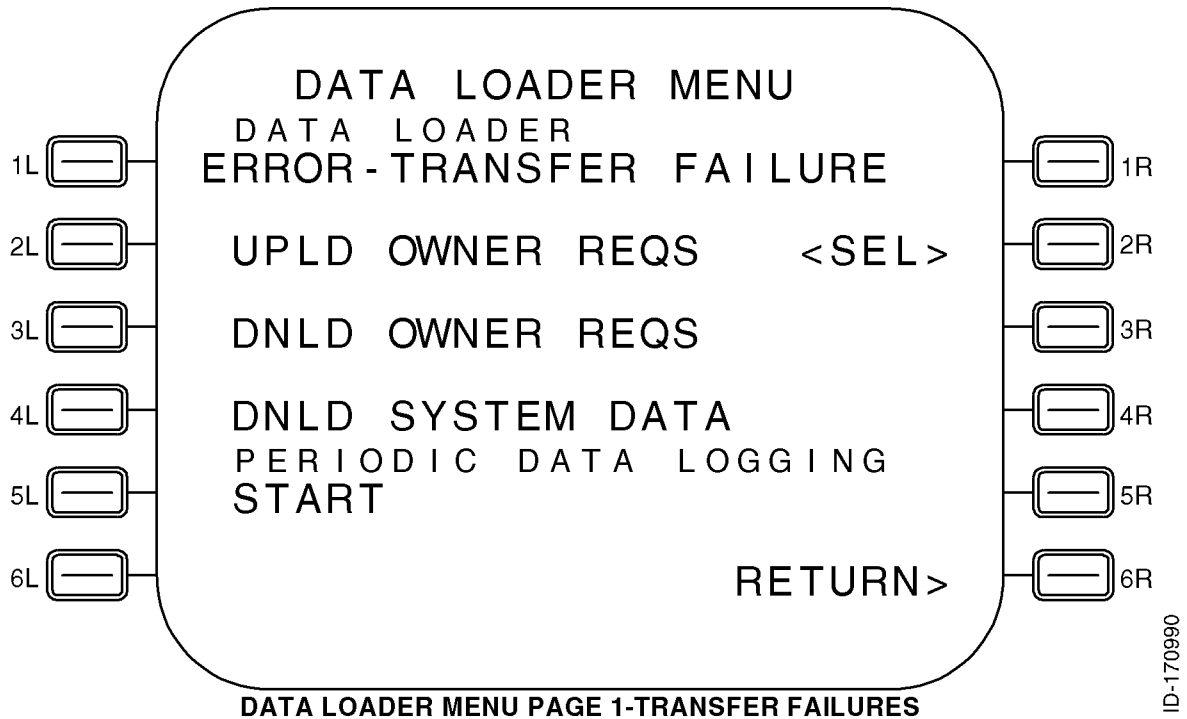 DATA LOADER MENU
DATA LOADER
1L ERROR-TRANSFER FAILURE 1R
2L UPLD OWNER REQS <SEL> 2R
3L DNLD OWNER REQS 3R
4L DNLD SYSTEM DATA 4R
PERIODIC DATA LOGGING
5L START 5R
6L RETURN> 6R
DATA LOADER MENU PAGE 1-TRANSFER FAILURES
ID-170990